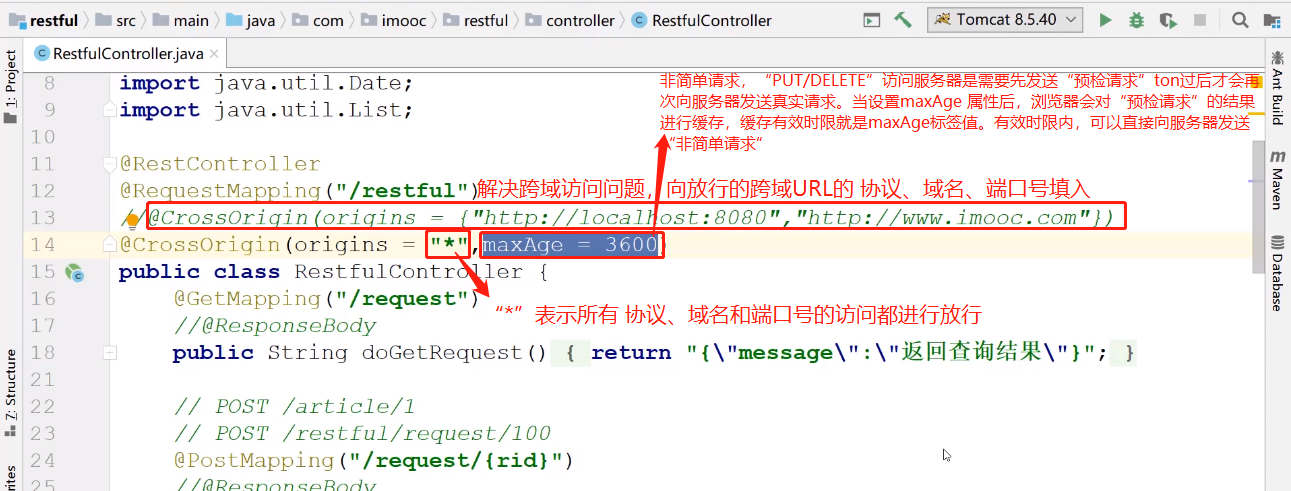 restful src main java com imooc restful controller RestfulController Tomcat 8.5.40
RestfulController.java
1: Project
7: Structure
rites
Ant Build
Maven
Database
非简单请求，“PUT/DELETE”访问服务器是需要先发送“预检请求”ton过后才会再
次向服务器发送真实请求。当设置maxAge 属性后，浏览器会对“预检请求”的结果
进行缓存，缓存有效时限就是maxAge标签值。有效时限内，可以直接向服务器发送
“非简单请求“
8 import java.util.Date;
9 import java.util.List;
10
11 @RestController
12 @RequestMapping("/restful") 解决跨域访问问题，向放行的跨域URL的 协议、域名、端口号填入
13 //@CrossOrigin(origins = {"http://localhost:8080","http://www.imooc.com"})
14 @CrossOrigin(origins = "*",maxAge = 3600)
15 public class RestfulController {
16 @GetMapping("/request")
“*”表示所有 协议、域名和端口号的访问都进行放行
17 //@ResponseBody
18 public String doGetRequest() { return "{\"message\":\"返回查询结果\"}"; }
21
22 // POST /article/1
23 // POST /restful/request/100
24 @PostMapping("/request/{rid}")
25 //@ResponseBody